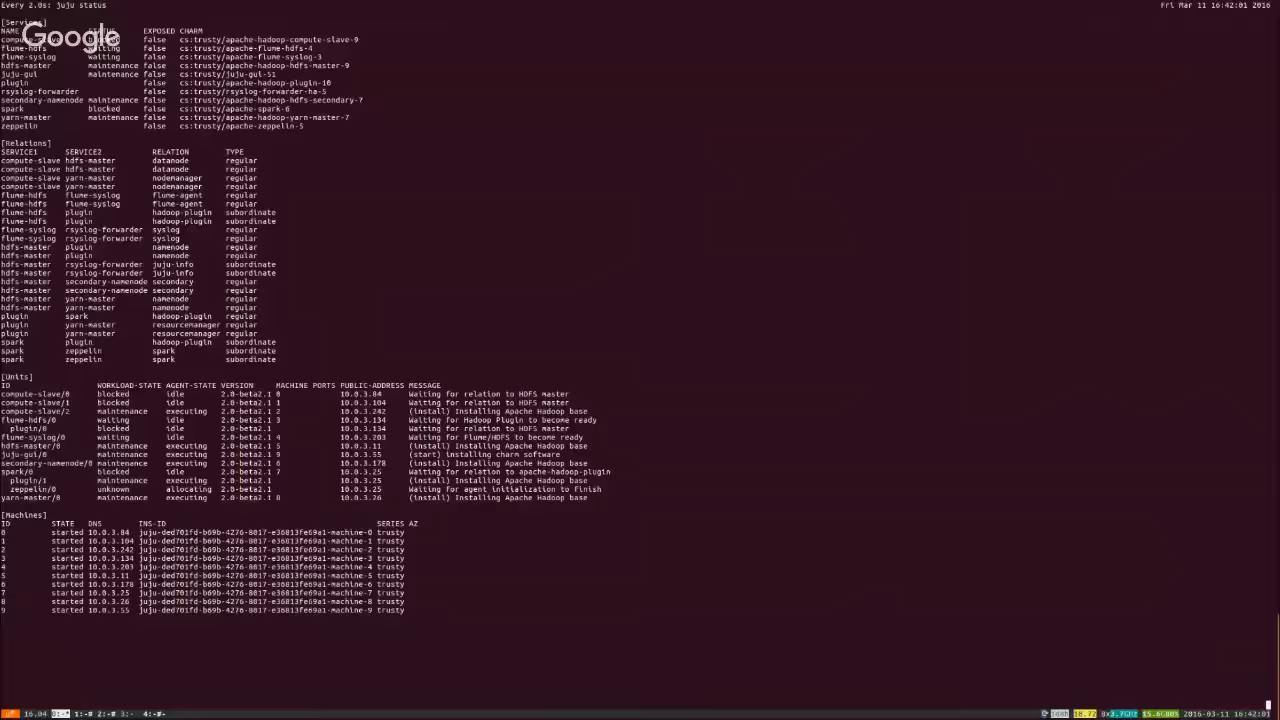 Every 2.0s: juju status Fri Mar 11 16:42:01 2016
[Services]
NAME STATUS EXPOSED CHARM
Google
compute-slave blocked false cs:trusty/apache-hadoop-compute-slave-9
flume-hdfs waiting false cs:trusty/apache-flume-hdfs-4
flume-syslog waiting false cs:trusty/apache-flume-syslog-3
hdfs-master maintenance false cs:trusty/apache-hadoop-hdfs-master-9
juju-gui maintenance false cs:trusty/juju-gui-51
plugin false cs:trusty/apache-hadoop-plugin-10
rsyslog-forwarder false cs:trusty/rsyslog-forwarder-ha-5
secondary-namenode maintenance false cs:trusty/apache-hadoop-hdfs-secondary-7
spark blocked false cs:trusty/apache-spark-6
yarn-master maintenance false cs:trusty/apache-hadoop-yarn-master-7
zeppelin false cs:trusty/apache-zeppelin-5
[Relations]
SERVICE1 SERVICE2 RELATION TYPE
compute-slave hdfs-master datanode regular
compute-slave hdfs-master datanode regular
compute-slave yarn-master nodemanager regular
compute-slave yarn-master nodemanager regular
flume-hdfs flume-syslog flume-agent regular
flume-hdfs flume-syslog flume-agent regular
flume-hdfs plugin hadoop-plugin subordinate
flume-hdfs plugin hadoop-plugin subordinate
flume-syslog rsyslog-forwarder syslog regular
flume-syslog rsyslog-forwarder syslog regular
hdfs-master plugin namenode regular
hdfs-master plugin namenode regular
hdfs-master rsyslog-forwarder juju-info subordinate
hdfs-master rsyslog-forwarder juju-info subordinate
hdfs-master secondary-namenode secondary regular
hdfs-master secondary-namenode secondary regular
hdfs-master yarn-master namenode regular
hdfs-master yarn-master namenode regular
plugin spark hadoop-plugin regular
plugin yarn-master resourcemanager regular
plugin yarn-master resourcemanager regular
spark plugin hadoop-plugin subordinate
spark zeppelin spark subordinate
spark zeppelin spark subordinate
[Units]
ID WORKLOAD-STATE AGENT-STATE VERSION MACHINE PORTS PUBLIC-ADDRESS MESSAGE
compute-slave/0 blocked idle 2.0-beta2.1 0 10.0.3.84 Waiting for relation to HDFS master
compute-slave/1 blocked idle 2.0-beta2.1 1 10.0.3.104 Waiting for relation to HDFS master
compute-slave/2 maintenance executing 2.0-beta2.1 2 10.0.3.242 (install) Installing Apache Hadoop base
flume-hdfs/0 waiting idle 2.0-beta2.1 3 10.0.3.134 Waiting for Hadoop Plugin to become ready
plugin/0 blocked idle 2.0-beta2.1 10.0.3.134 Waiting for relation to HDFS master
flume-syslog/0 waiting idle 2.0-beta2.1 4 10.0.3.203 Waiting for Flume/HDFS to become ready
hdfs-master/0 maintenance executing 2.0-beta2.1 5 10.0.3.11 (install) Installing Apache Hadoop base
juju-gui/0 maintenance executing 2.0-beta2.1 9 10.0.3.55 (start) installing charm software
secondary-namenode/0 maintenance executing 2.0-beta2.1 6 10.0.3.178 (install) Installing Apache Hadoop base
spark/0 blocked idle 2.0-beta2.1 7 10.0.3.25 Waiting for relation to apache-hadoop-plugin
plugin/1 maintenance executing 2.0-beta2.1 10.0.3.25 (install) Installing Apache Hadoop base
zeppelin/0 unknown allocating 2.0-beta2.1 10.0.3.25 Waiting for agent initialization to finish
yarn-master/0 maintenance executing 2.0-beta2.1 8 10.0.3.26 (install) Installing Apache Hadoop base
[Machines]
ID STATE DNS INS-ID SERIES AZ
0 started 10.0.3.84 juju-ded701fd-b69b-4276-8017-e36813fe69a1-machine-0 trusty
1 started 10.0.3.104 juju-ded701fd-b69b-4276-8017-e36813fe69a1-machine-1 trusty
2 started 10.0.3.242 juju-ded701fd-b69b-4276-8017-e36813fe69a1-machine-2 trusty
3 started 10.0.3.134 juju-ded701fd-b69b-4276-8017-e36813fe69a1-machine-3 trusty
4 started 10.0.3.203 juju-ded701fd-b69b-4276-8017-e36813fe69a1-machine-4 trusty
5 started 10.0.3.11 juju-ded701fd-b69b-4276-8017-e36813fe69a1-machine-5 trusty
6 started 10.0.3.178 juju-ded701fd-b69b-4276-8017-e36813fe69a1-machine-6 trusty
7 started 10.0.3.25 juju-ded701fd-b69b-4276-8017-e36813fe69a1-machine-7 trusty
8 started 10.0.3.26 juju-ded701fd-b69b-4276-8017-e36813fe69a1-machine-8 trusty
9 started 10.0.3.55 juju-ded701fd-b69b-4276-8017-e36813fe69a1-machine-9 trusty
16.04 0:-* 1:-# 2:-# 3:- 4:-#- 18.72 8x3.7GHz 2016-03-11 16:42:01